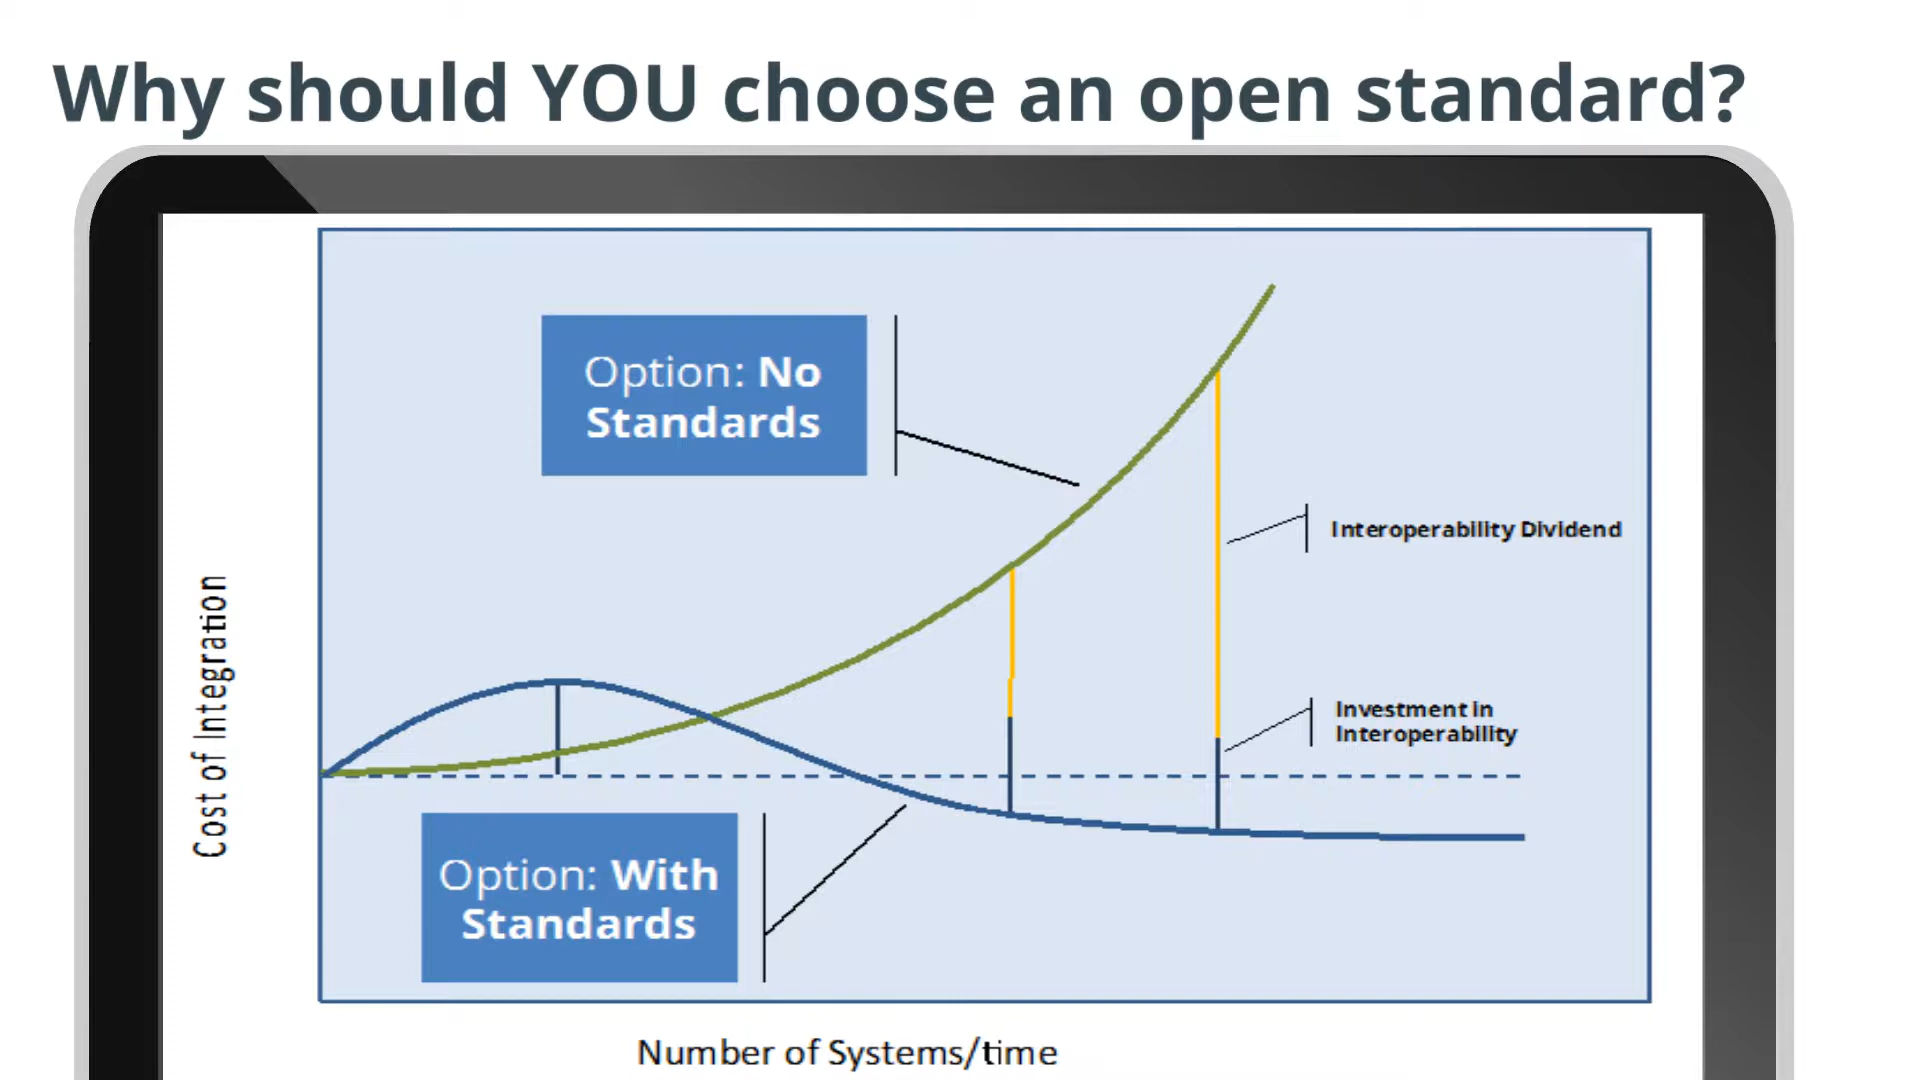 Why should YOU choose an open standard?
Option: No
Standards
Interoperability Dividend
Investment in
Interoperability
Cost of Integration
Option: With
Standards
Number of Systems/time